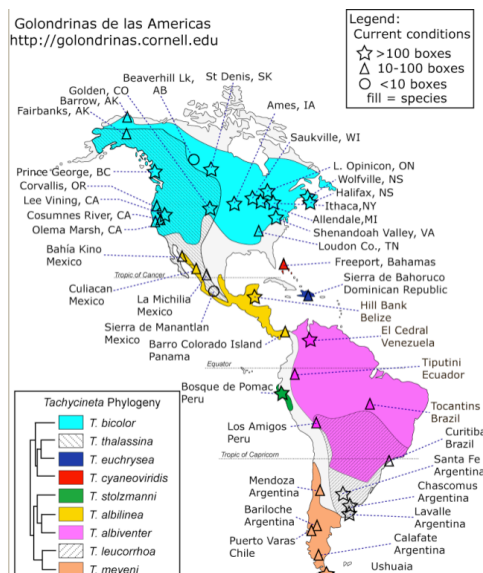 Golondrinas de las Americas
http://golondrinas.cornell.edu
Legend:
Current conditions
>100 boxes
10-100 boxes
<10 boxes
fill = species
Beaverhill Lk,
AB
St Denis, SK
Golden, CO
Barrow, AK
Fairbanks, AK
Ames, IA
Saukville, WI
Prince George, BC
Corvallis, OR
Lee Vining, CA
Cosumnes River, CA
Olema Marsh, CA
L. Opinicon, ON
Wolfville, NS
Halifax, NS
Ithaca,NY
Allendale,MI
Shenandoah Valley, VA
Loudon Co., TN
Bahía Kino
Mexico
Tropic of Cancer
Freeport, Bahamas
Culiacan
Mexico
Sierra de Bahoruco
Dominican Republic
La Michilia
Mexico
Hill Bank
Belize
Sierra de Manantlan
Mexico
Barro Colorado Island
Panama
El Cedral
Venezuela
Equator
Tiputini
Ecuador
Bosque de Pomac
Peru
Tocantins
Brazil
Los Amigos
Peru
Curitiba
Brazil
Tropic of Capricorn
Santa Fe
Argentina
Mendoza
Argentina
Chascomus
Argentina
Bariloche
Argentina
Lavalle
Argentina
Puerto Varas
Chile
Calafate
Argentina
Ushuaia
Tachycineta Phylogeny
T. bicolor
T. thalassina
T. euchrysea
T. cyaneoviridis
T. stolzmanni
T. albilinea
T. albiventer
T. leucorrhoa
T. meyeni